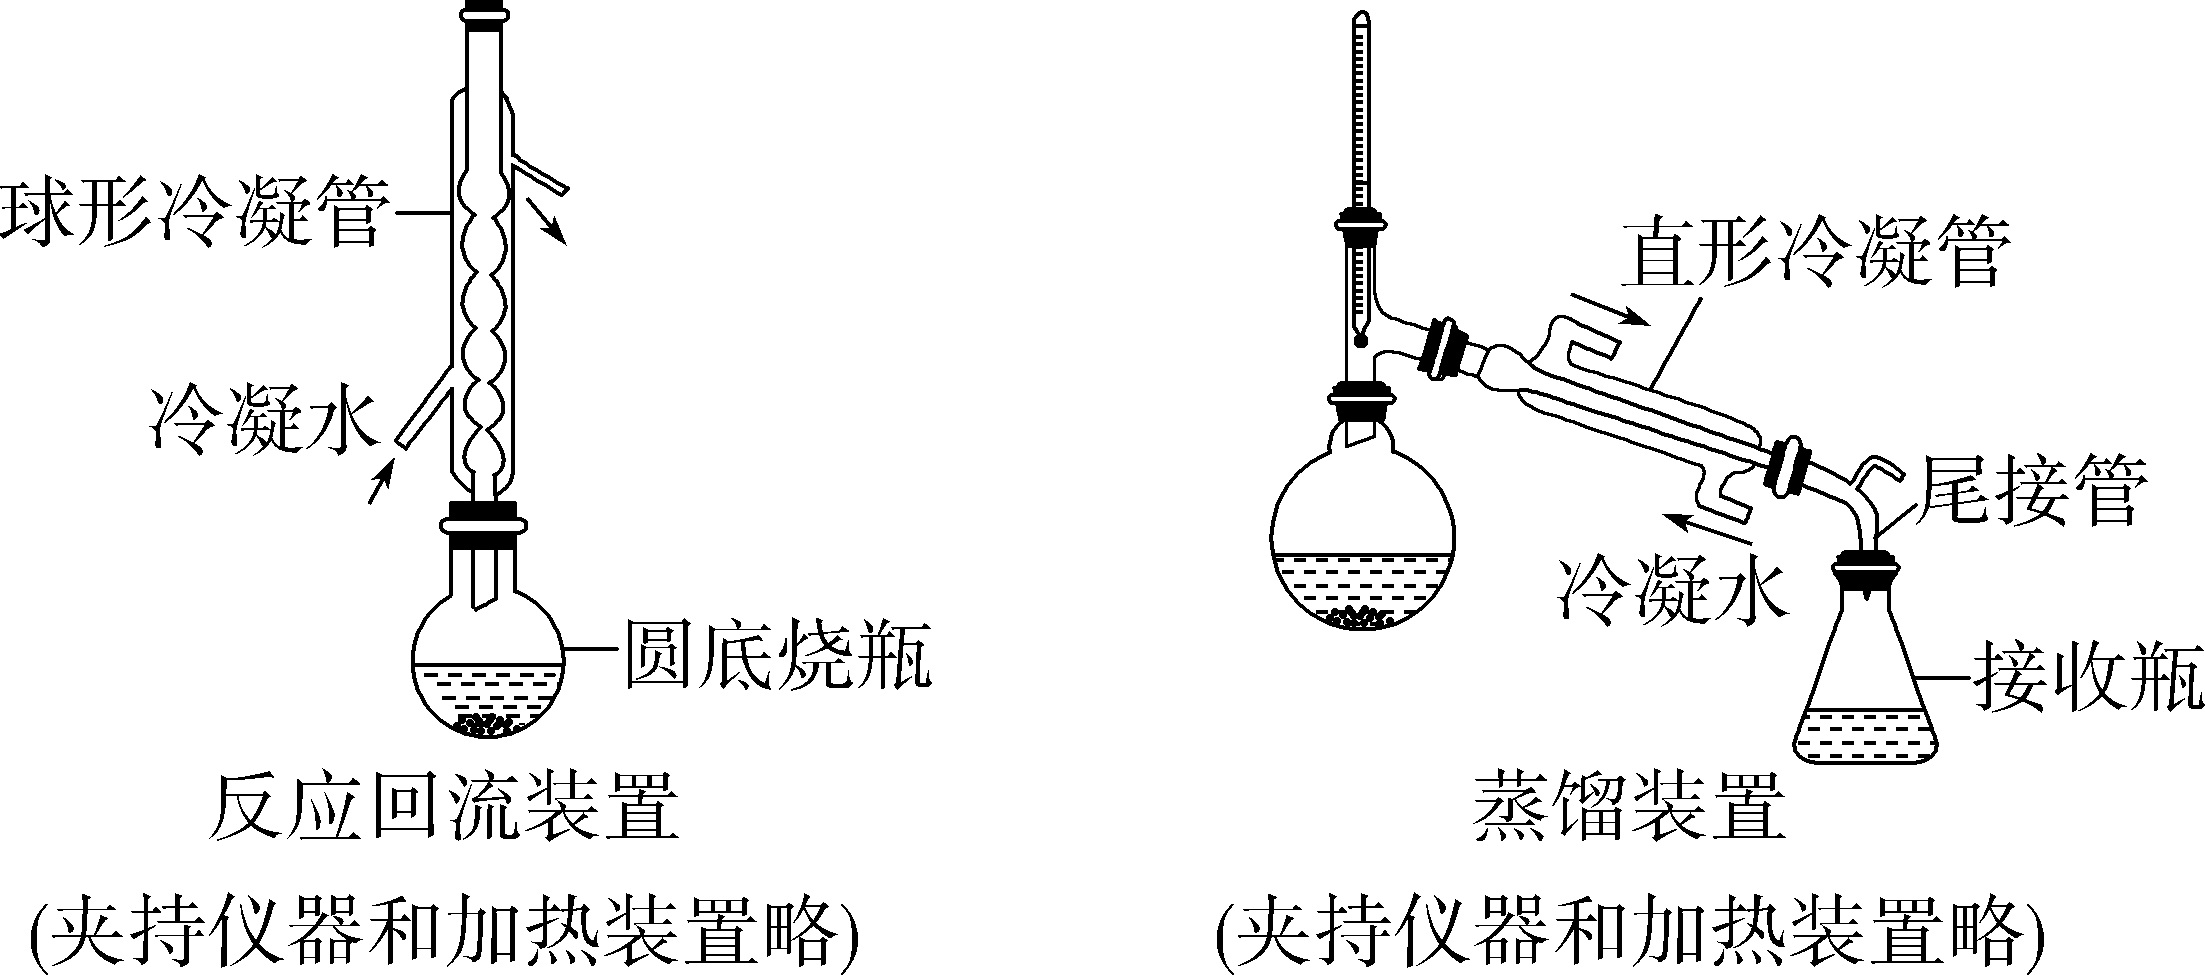 球形冷凝管
冷凝水
圆底烧瓶
反应回流装置
(夹持仪器和加热装置略)
直形冷凝管
尾接管
冷凝水
接收瓶
蒸馏装置
(夹持仪器和加热装置略)